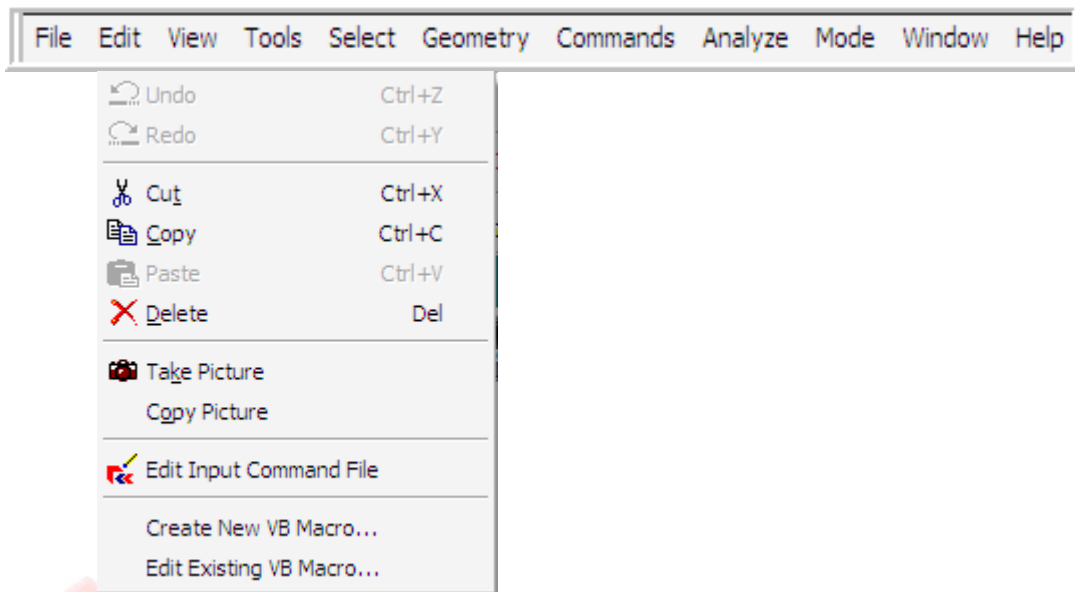 File Edit View Tools Select Geometry Commands Analyze Mode Window Help
Undo Ctrl+Z
Redo Ctrl+Y
Cut Ctrl+X
Copy Ctrl+C
Paste Ctrl+V
Delete Del
Take Picture
Copy Picture
Edit Input Command File
Create New VB Macro...
Edit Existing VB Macro...